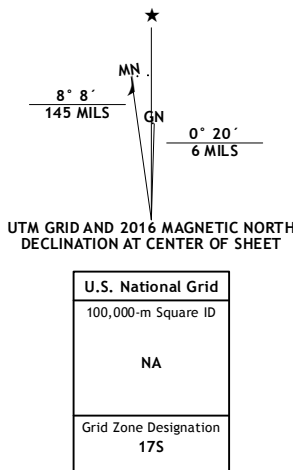 MN
GN
8° 8´
145 MILS
0° 20´
6 MILS
UTM GRID AND 2016 MAGNETIC NORTH
DECLINATION AT CENTER OF SHEET
U.S. National Grid
100,000-m Square ID
NA
Grid Zone Designation
17S